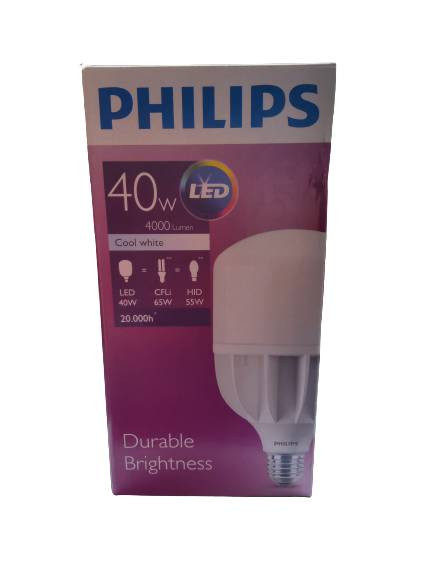 PHILIPS
40w
LED
4000 Lumen
Cool white
= =
LED CFLi HID
40W 65W 55W
20.000h*
PHILIPS
Durable
Brightness